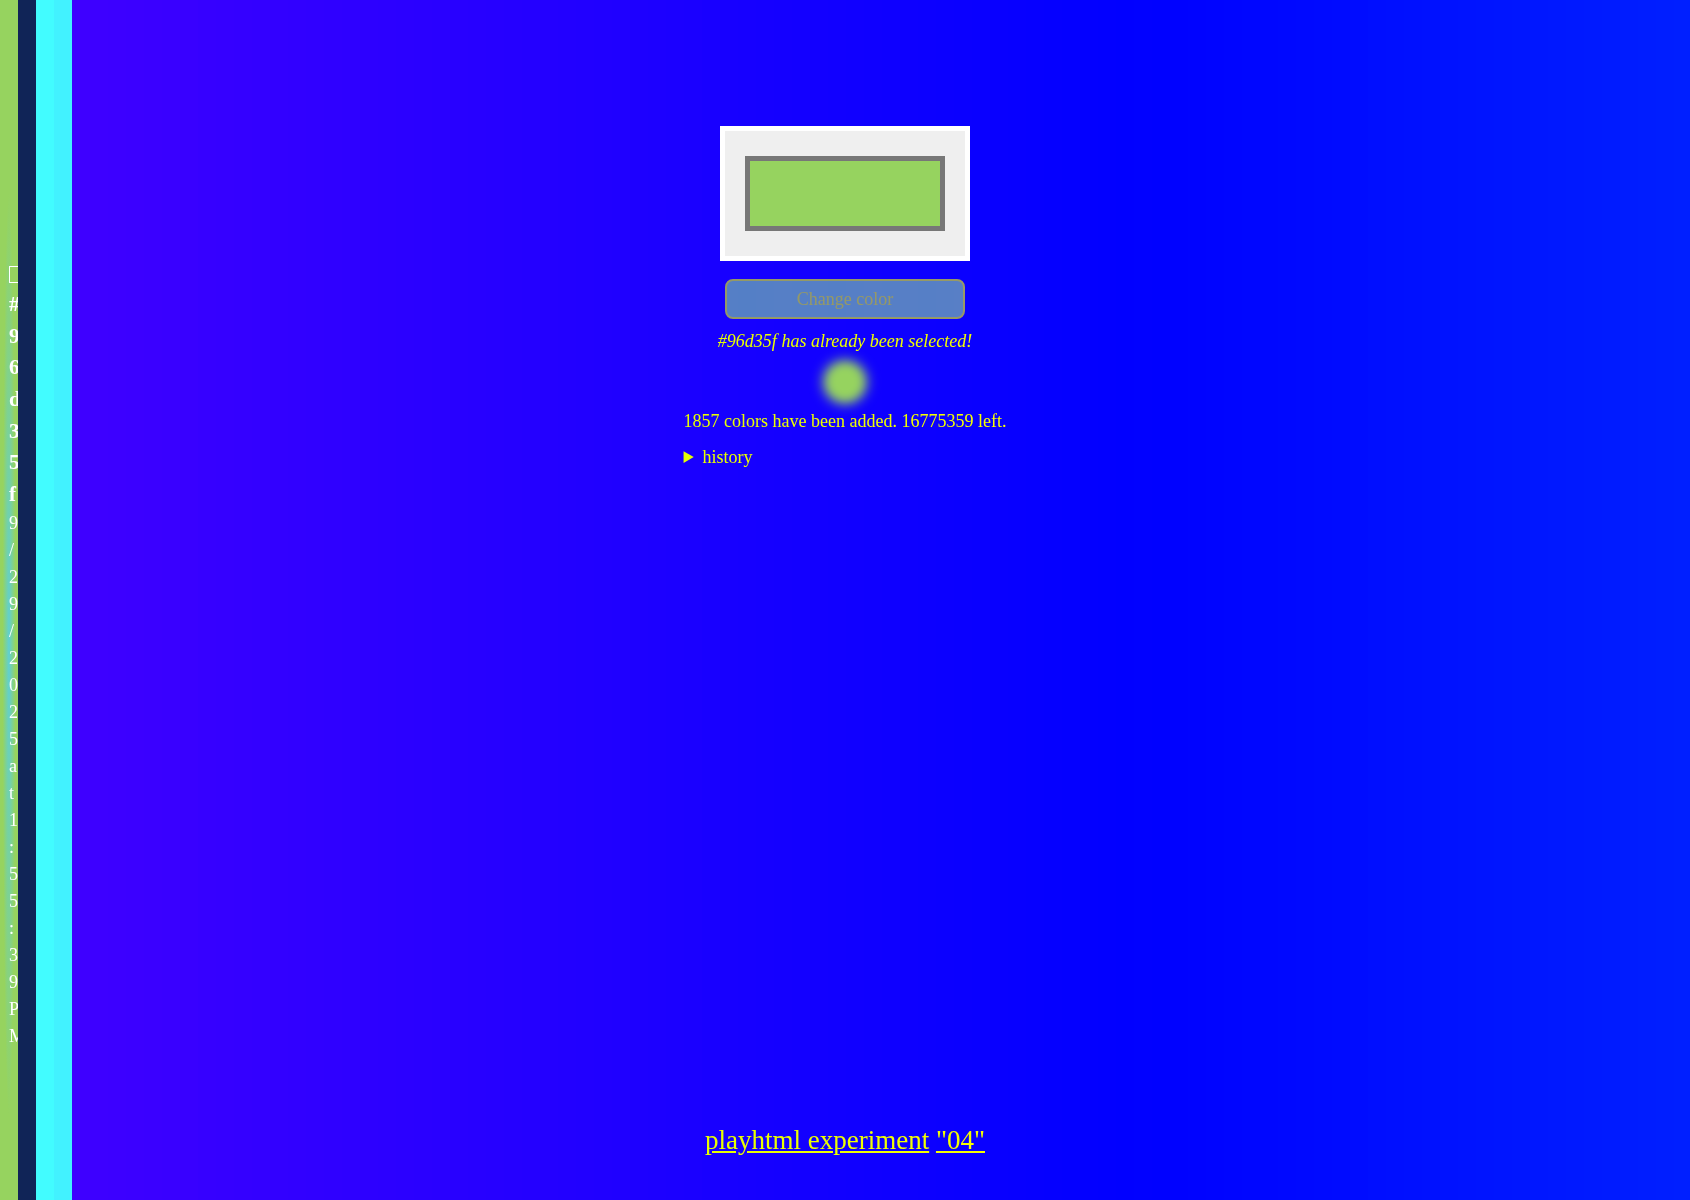 #96d35f
9/29/2025 at 1:55:39 PM
Change color
#96d35f has already been selected!
1857 colors have been added. 16775359 left.
history
playhtml experiment "04"